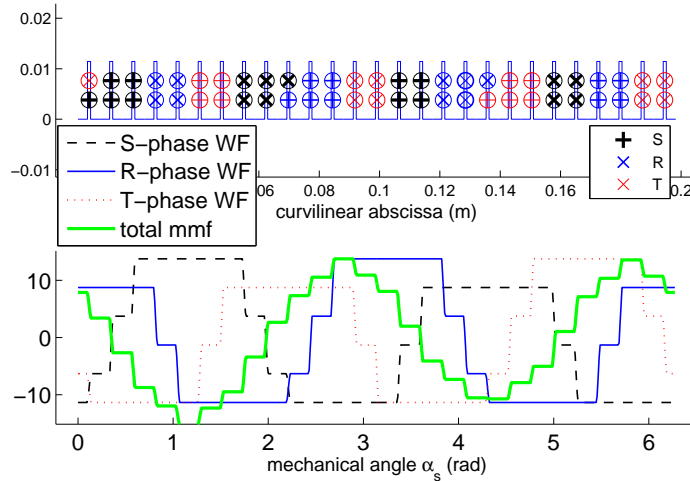 0.02
0.01
0
−0.01
S−phase WF
R−phase WF
T−phase WF
total mmf
S
R
T
0.06 0.08 0.1 0.12 0.14 0.16 0.2
curvilinear abscissa (m)
10
0
−10
0 1 2 3 4 5 6
mechanical angle α_s (rad)